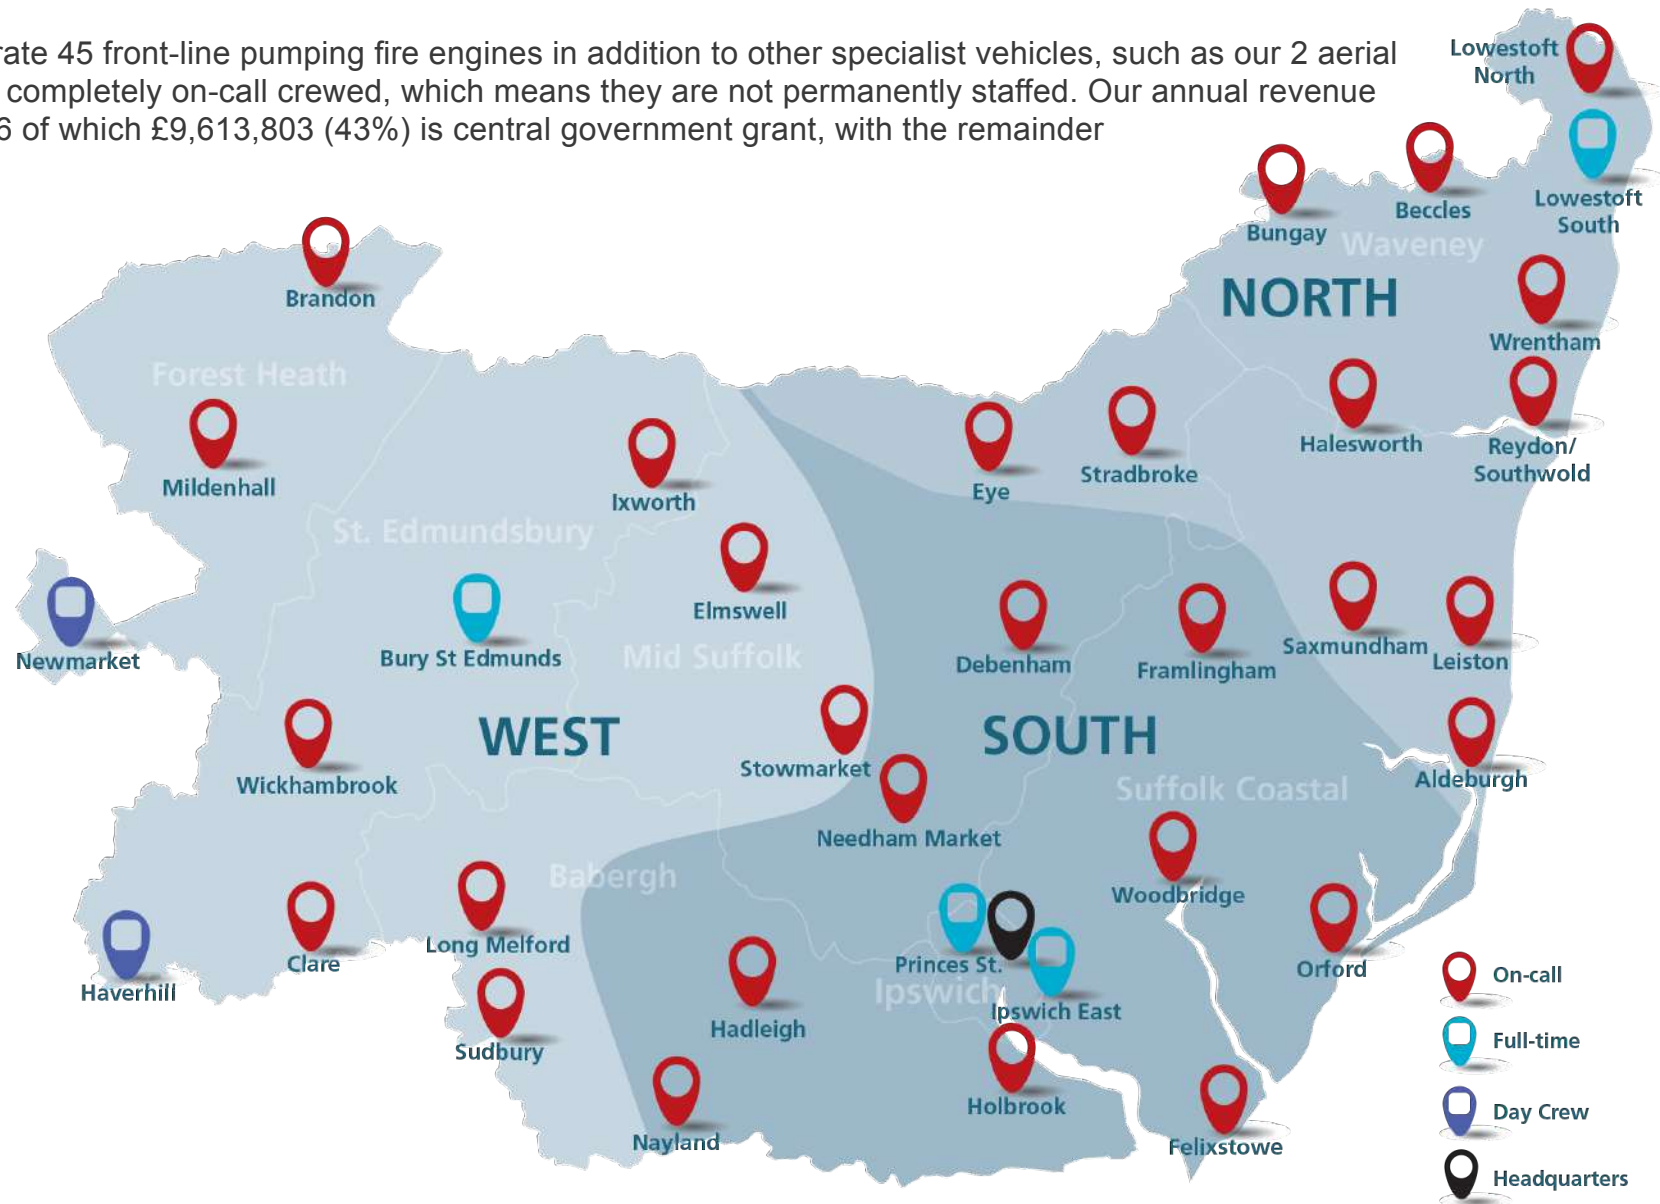 rate 45 front-line pumping fire engines in addition to other specialist vehicles, such as our 2 aerial
completely on-call crewed, which means they are not permanently staffed. Our annual revenue
6 of which £9,613,803 (43%) is central government grant, with the remainder
Lowestoft
North
Lowestoft
South
Beccles
Bungay
Waveney
NORTH
Brandon
Wrentham
Forest Heath
Halesworth
Reydon/
Southwold
Stradbroke
Eye
Mildenhall
Ixworth
St. Edmundsbury
Elmswell
Newmarket
Bury St Edmunds
Mid Suffolk
Debenham
Framlingham
Saxmundham
Leiston
WEST
SOUTH
Stowmarket
Wickhambrook
Suffolk Coastal
Aldeburgh
Needham Market
Babergh
Woodbridge
Long Melford
Clare
Haverhill
Princes St.
Ipswich
Ipswich East
Orford
Hadleigh
Sudbury
Holbrook
Nayland
Felixstowe
On-call
Full-time
Day Crew
Headquarters